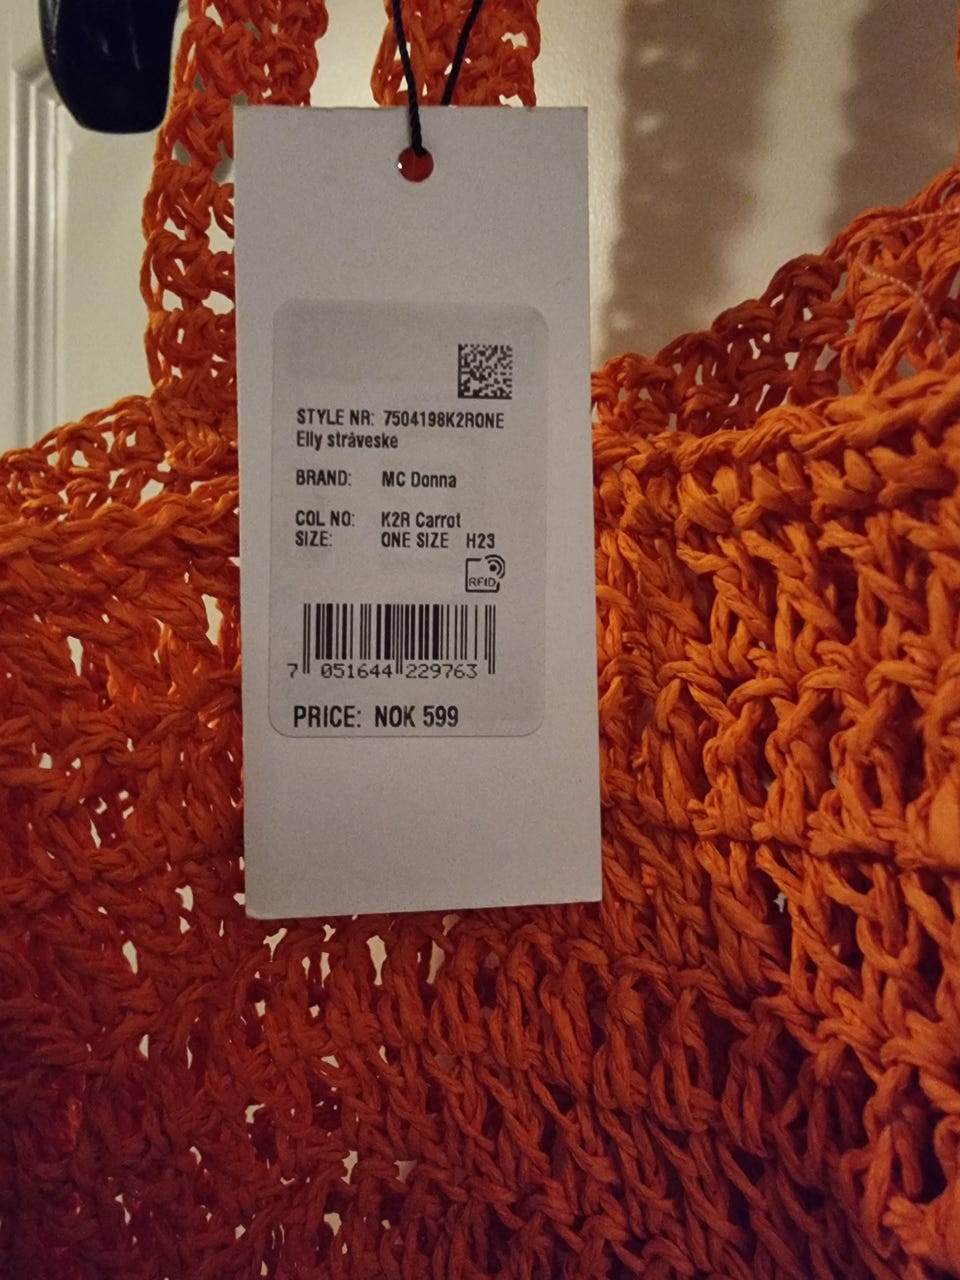 STYLE NR: 7504198K2RONE
Elly stråveske
BRAND: MC Donna
COL NO: K2R Carrot
SIZE: ONE SIZE H23
RFID
7 051644 229763
PRICE: NOK 599